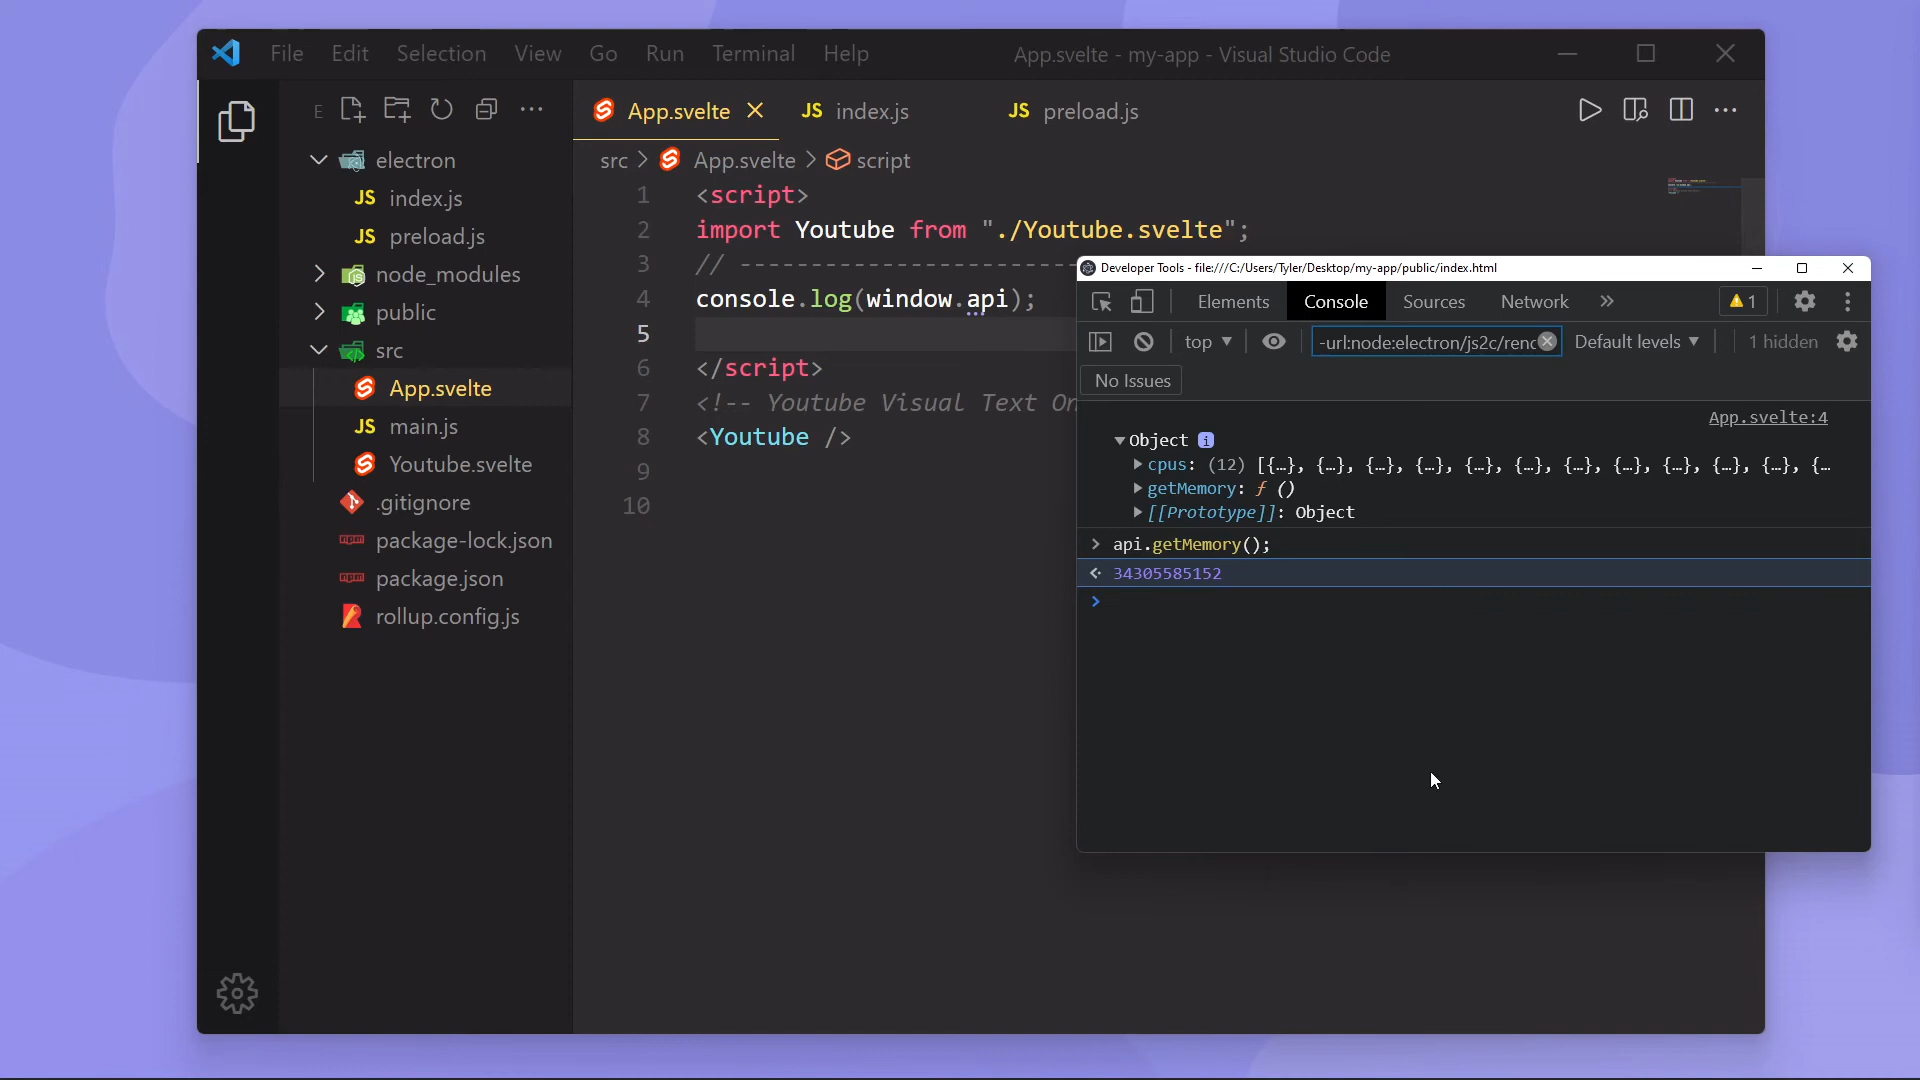 File Edit Selection View Go Run Terminal Help App.svelte - my-app - Visual Studio Code
E
electron
JS index.js
JS preload.js
node_modules
public
src
App.svelte
JS main.js
Youtube.svelte
.gitignore
package-lock.json
package.json
rollup.config.js
App.svelte JS index.js JS preload.js
src > App.svelte > script
1 <script>
2 import Youtube from "./Youtube.svelte";
3 // ------------------------
4 console.log(window.api);
5
6 </script>
7 <!-- Youtube Visual Text On
8 <Youtube />
9
10
Developer Tools - file:///C:/Users/Tyler/Desktop/my-app/public/index.html
Elements Console Sources Network » 1
top ▼ -url:node:electron/js2c/renc Default levels ▼ 1 hidden
No Issues
App.svelte:4
▼Object i
▶cpus: (12) [{…}, {…}, {…}, {…}, {…}, {…}, {…}, {…}, {…}, {…}, {…}, {…
▶getMemory: ƒ ()
▶[[Prototype]]: Object
> api.getMemory();
34305585152
>